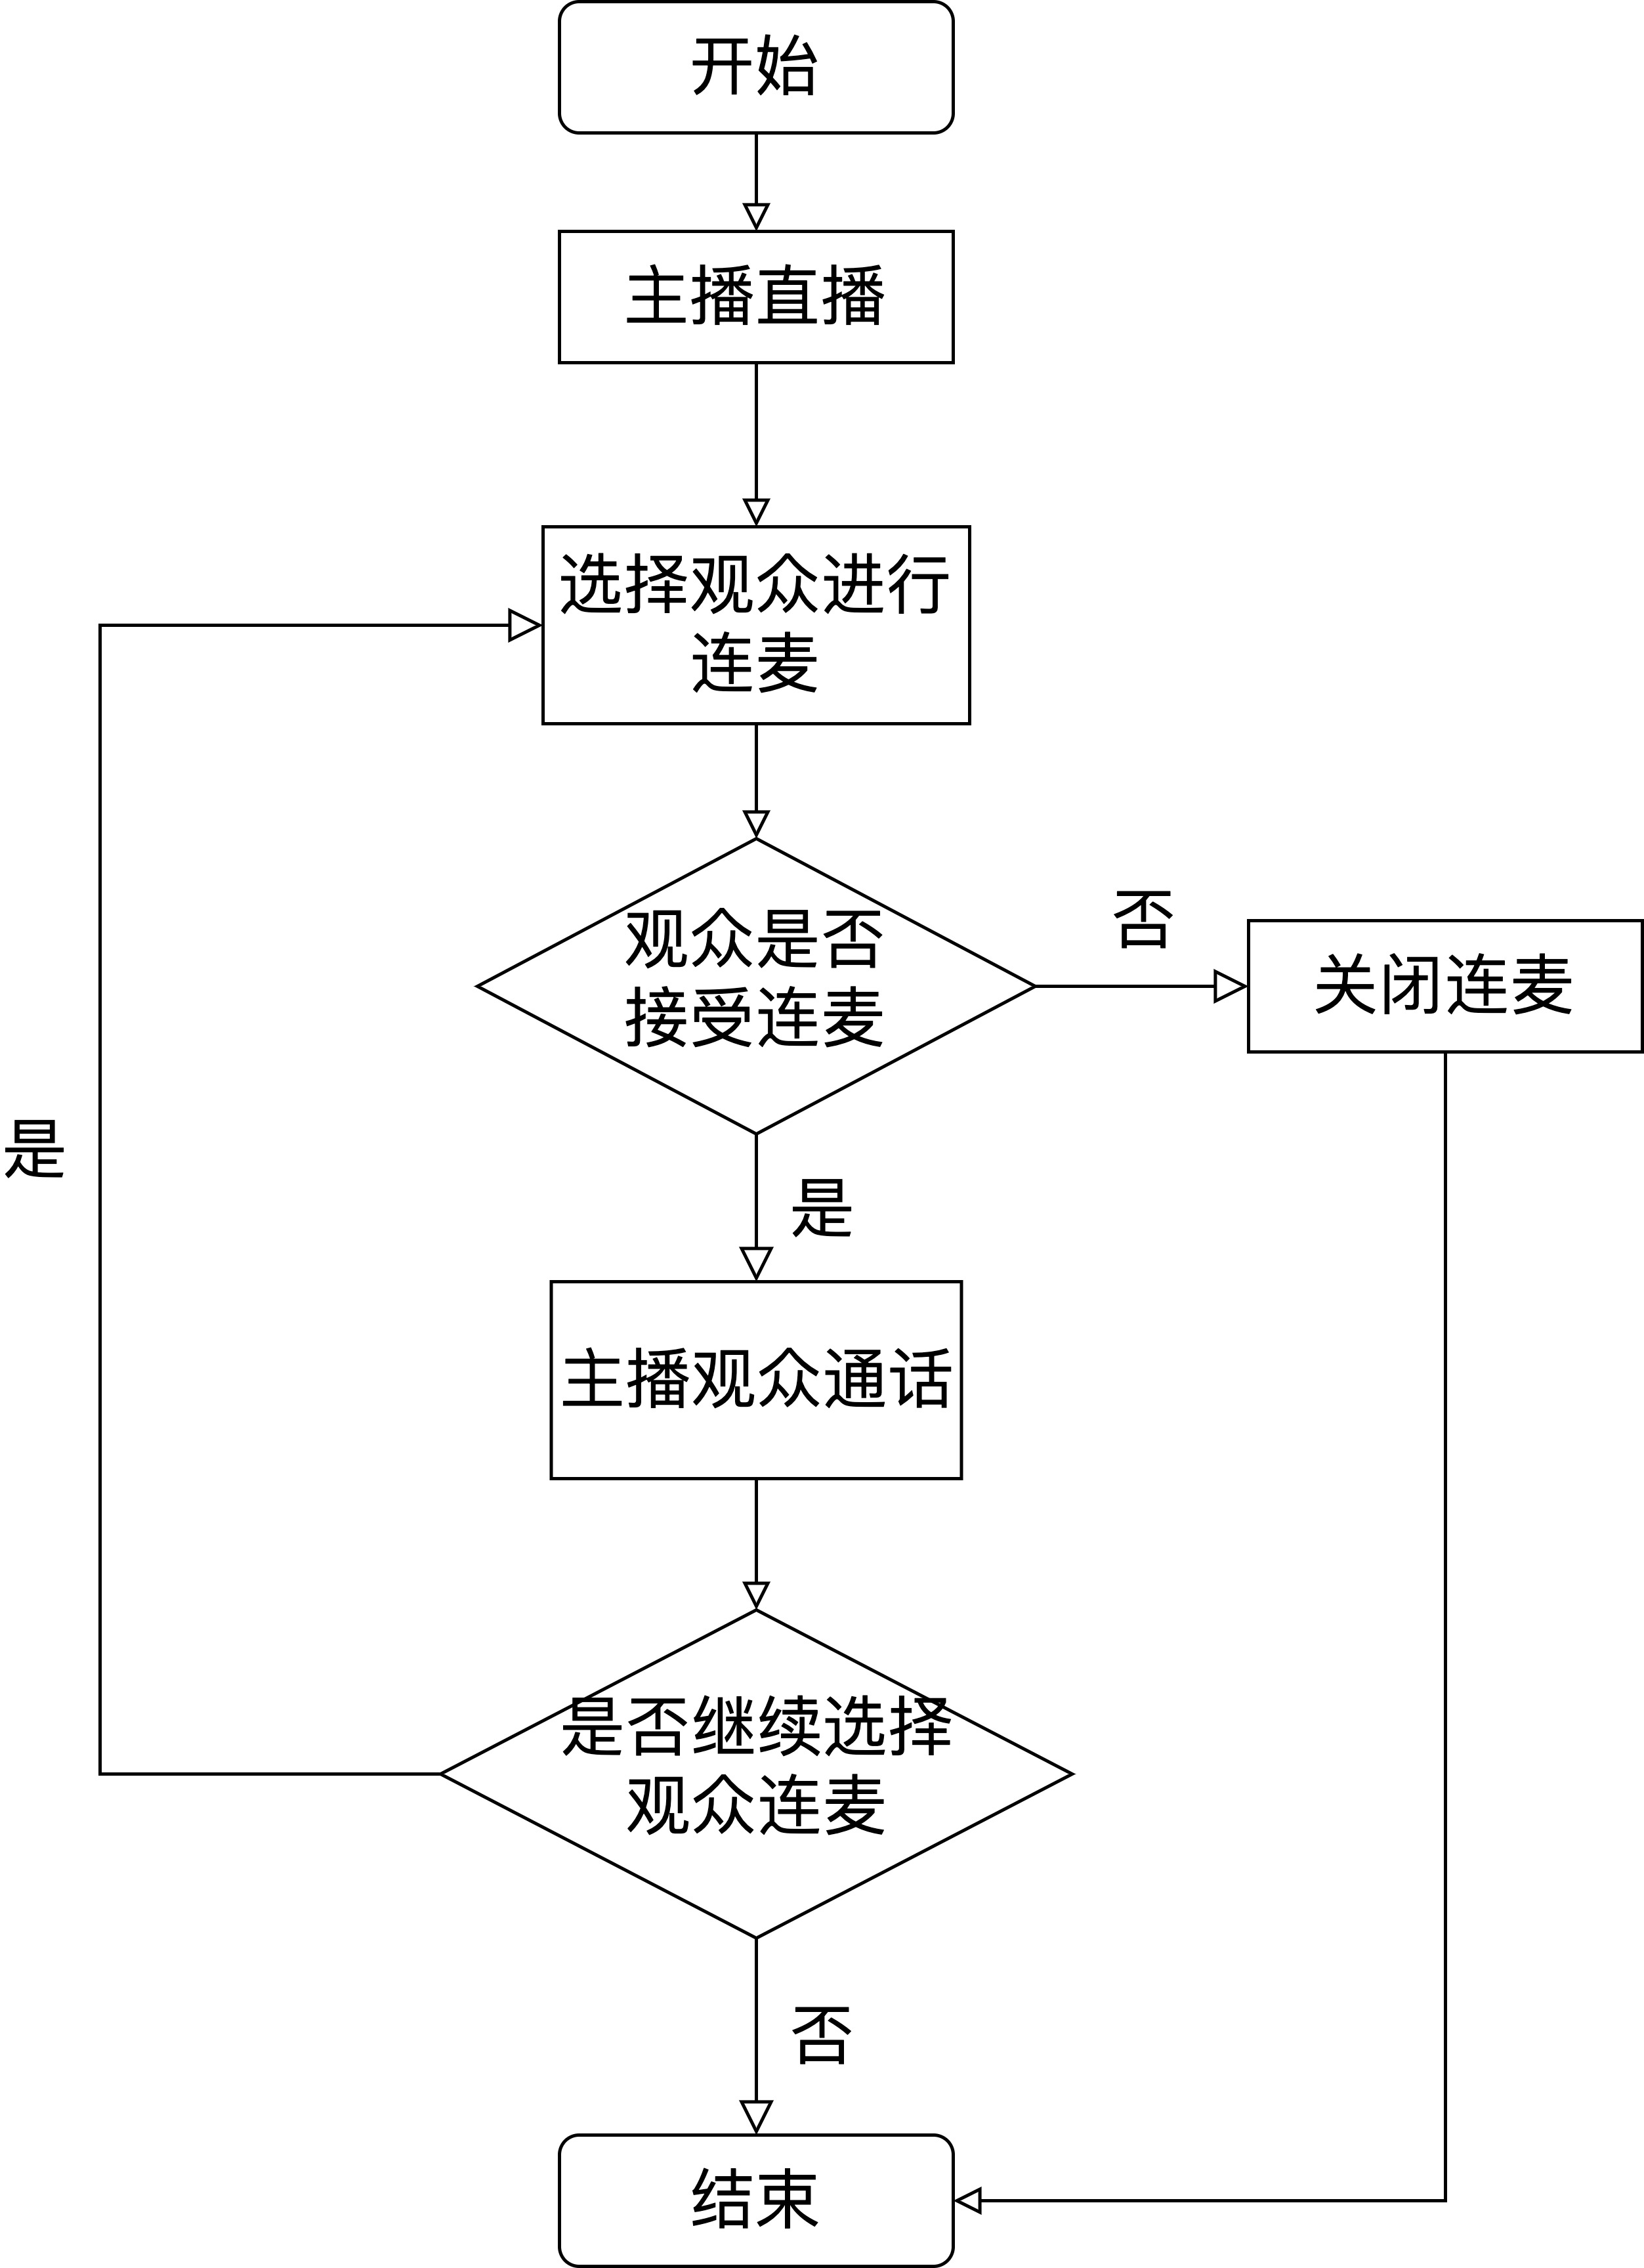 开始
主播直播
选择观众进行
连麦
观众是否
接受连麦
否
关闭连麦
是
是
主播观众通话
是否继续选择
观众连麦
否
结束